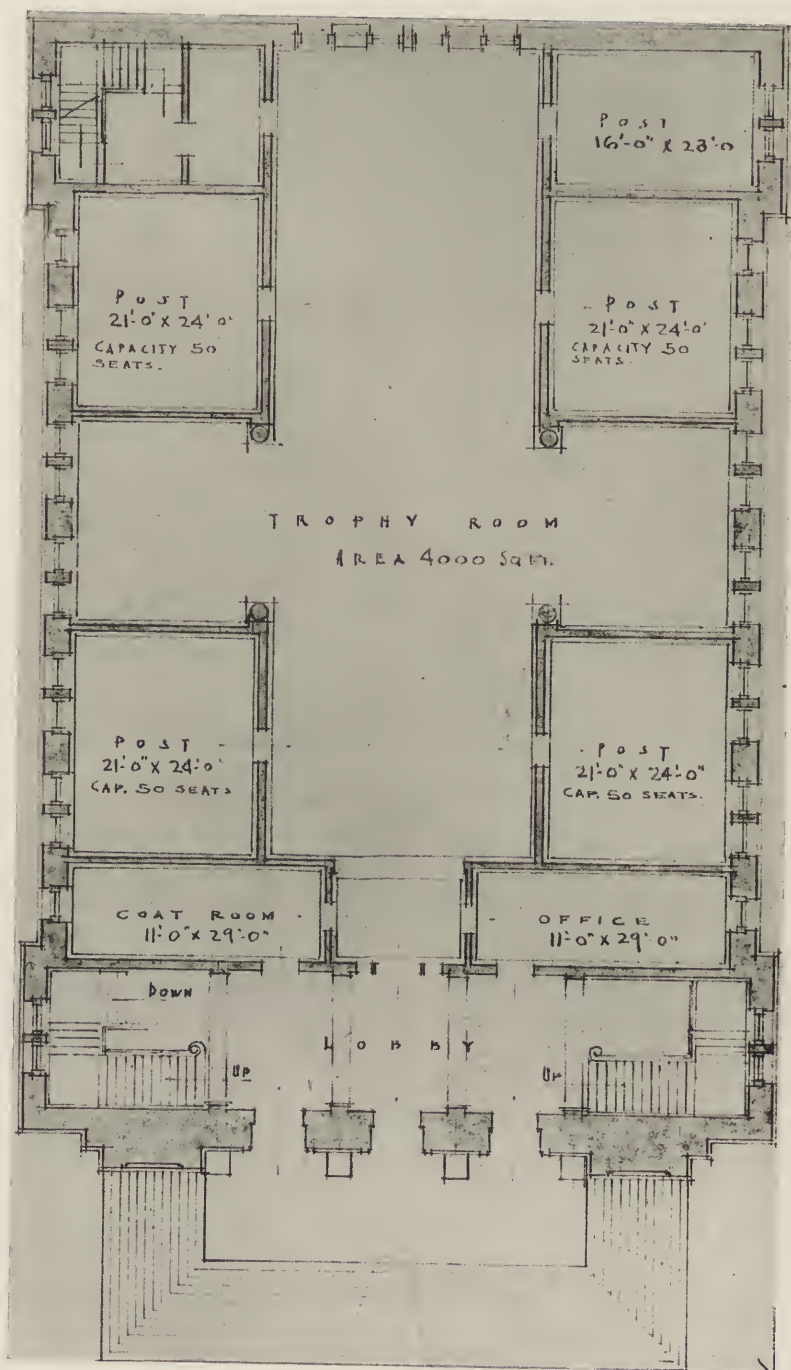 POST
16'-0" X 23'-0
POST
21'-0" X 24'-0"
CAPACITY 50
SEATS.
POST
21'-0" X 24'-0"
CAPACITY 50
SEATS.
TROPHY ROOM
AREA 4000 Sq Ft.
POST
21'-0" X 24'-0"
CAP. 50 SEATS
POST
21'-0" X 24'-0"
CAP. 50 SEATS.
COAT ROOM
11'-0" X 29'-0"
OFFICE
11'-0" X 29'-0"
DOWN
LOBBY
UP
UP